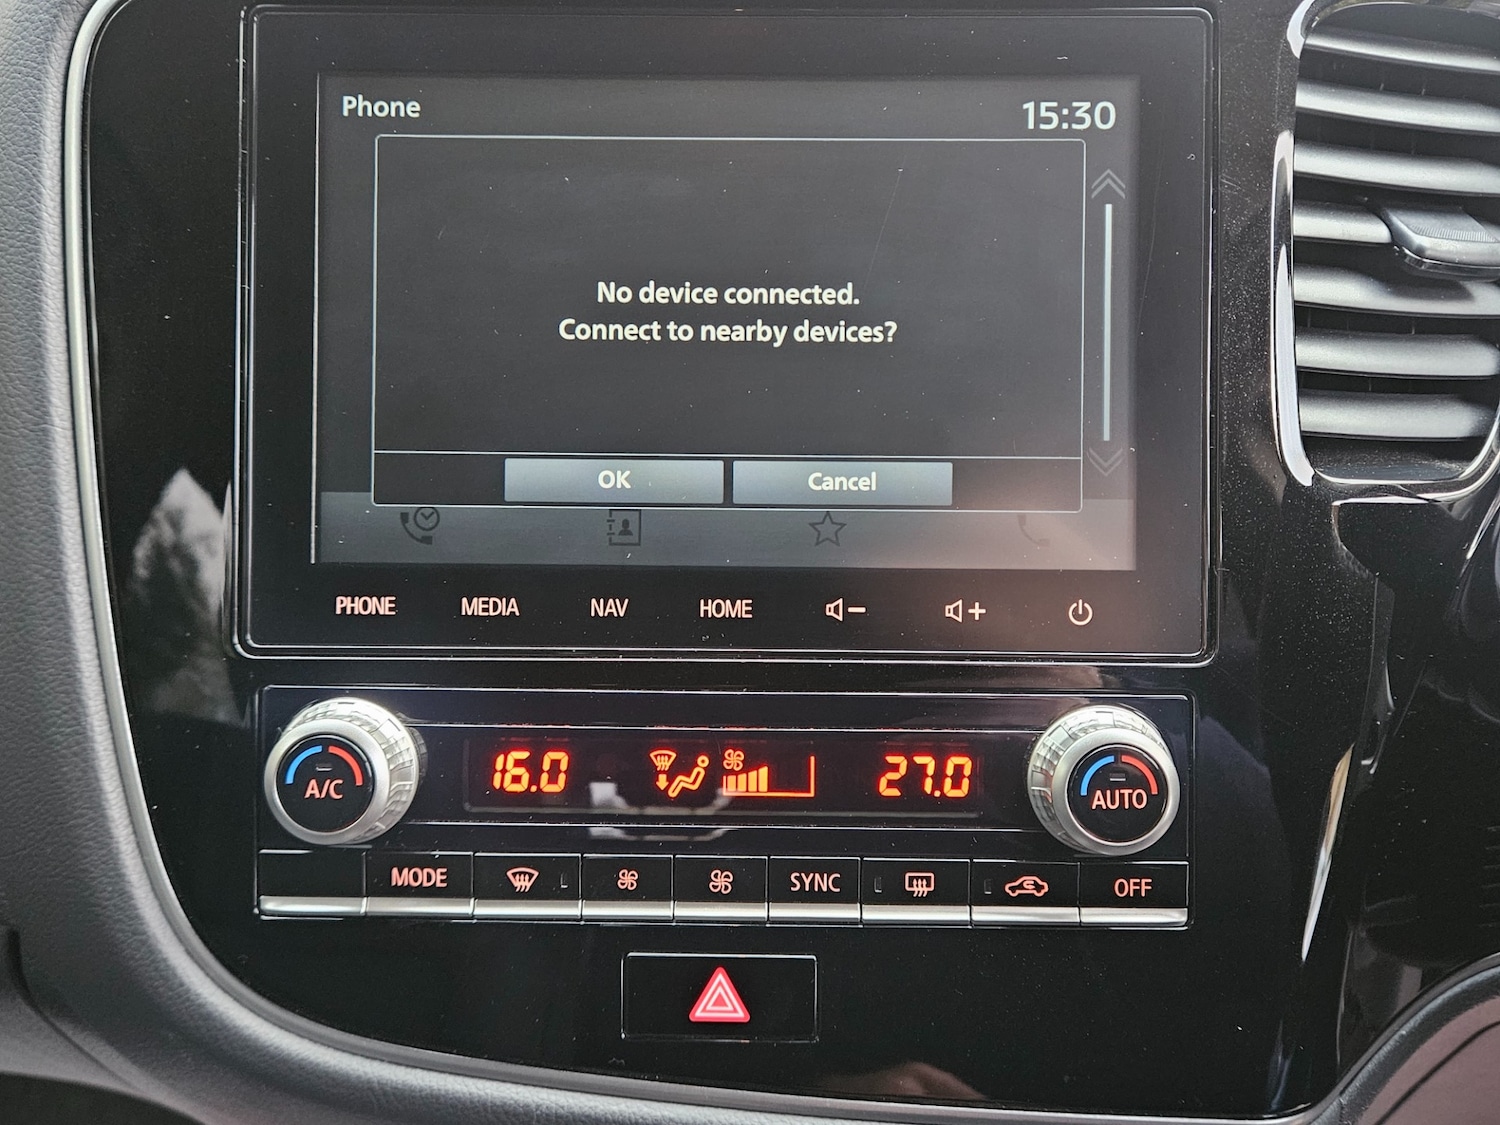 Phone
15:30
No device connected.
Connect to nearby devices?
OK
Cancel
PHONE
MEDIA
NAV
HOME
A/C
16.0
27.0
AUTO
MODE
SYNC
OFF